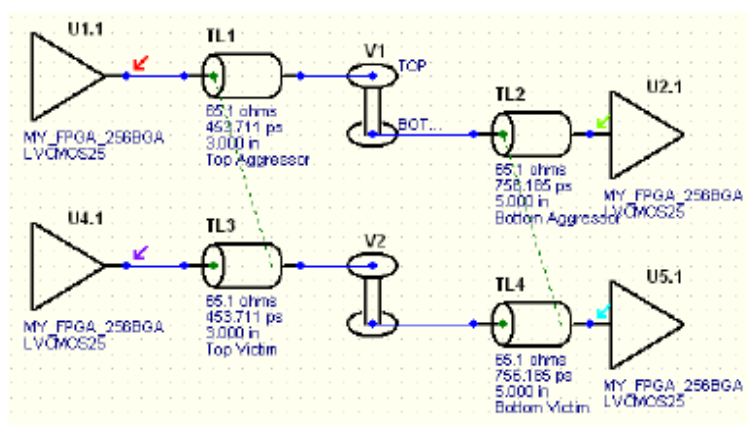 U1.1
MY_FPGA_256BGA
LVCMOS25
TL1
65.1 ohms
453.711 ps
3.000 in
Top Aggressor
V1
TOP
BOT...
TL2
65.1 ohms
756.185 ps
5.000 in
Bottom Aggressor
U2.1
MY_FPGA_256BGA
LVCMOS25
U4.1
MY_FPGA_256BGA
LVCMOS25
TL3
65.1 ohms
453.711 ps
3.000 in
Top Victim
V2
TL4
65.1 ohms
756.185 ps
5.000 in
Bottom Victim
U5.1
MY_FPGA_256BGA
LVCMOS25